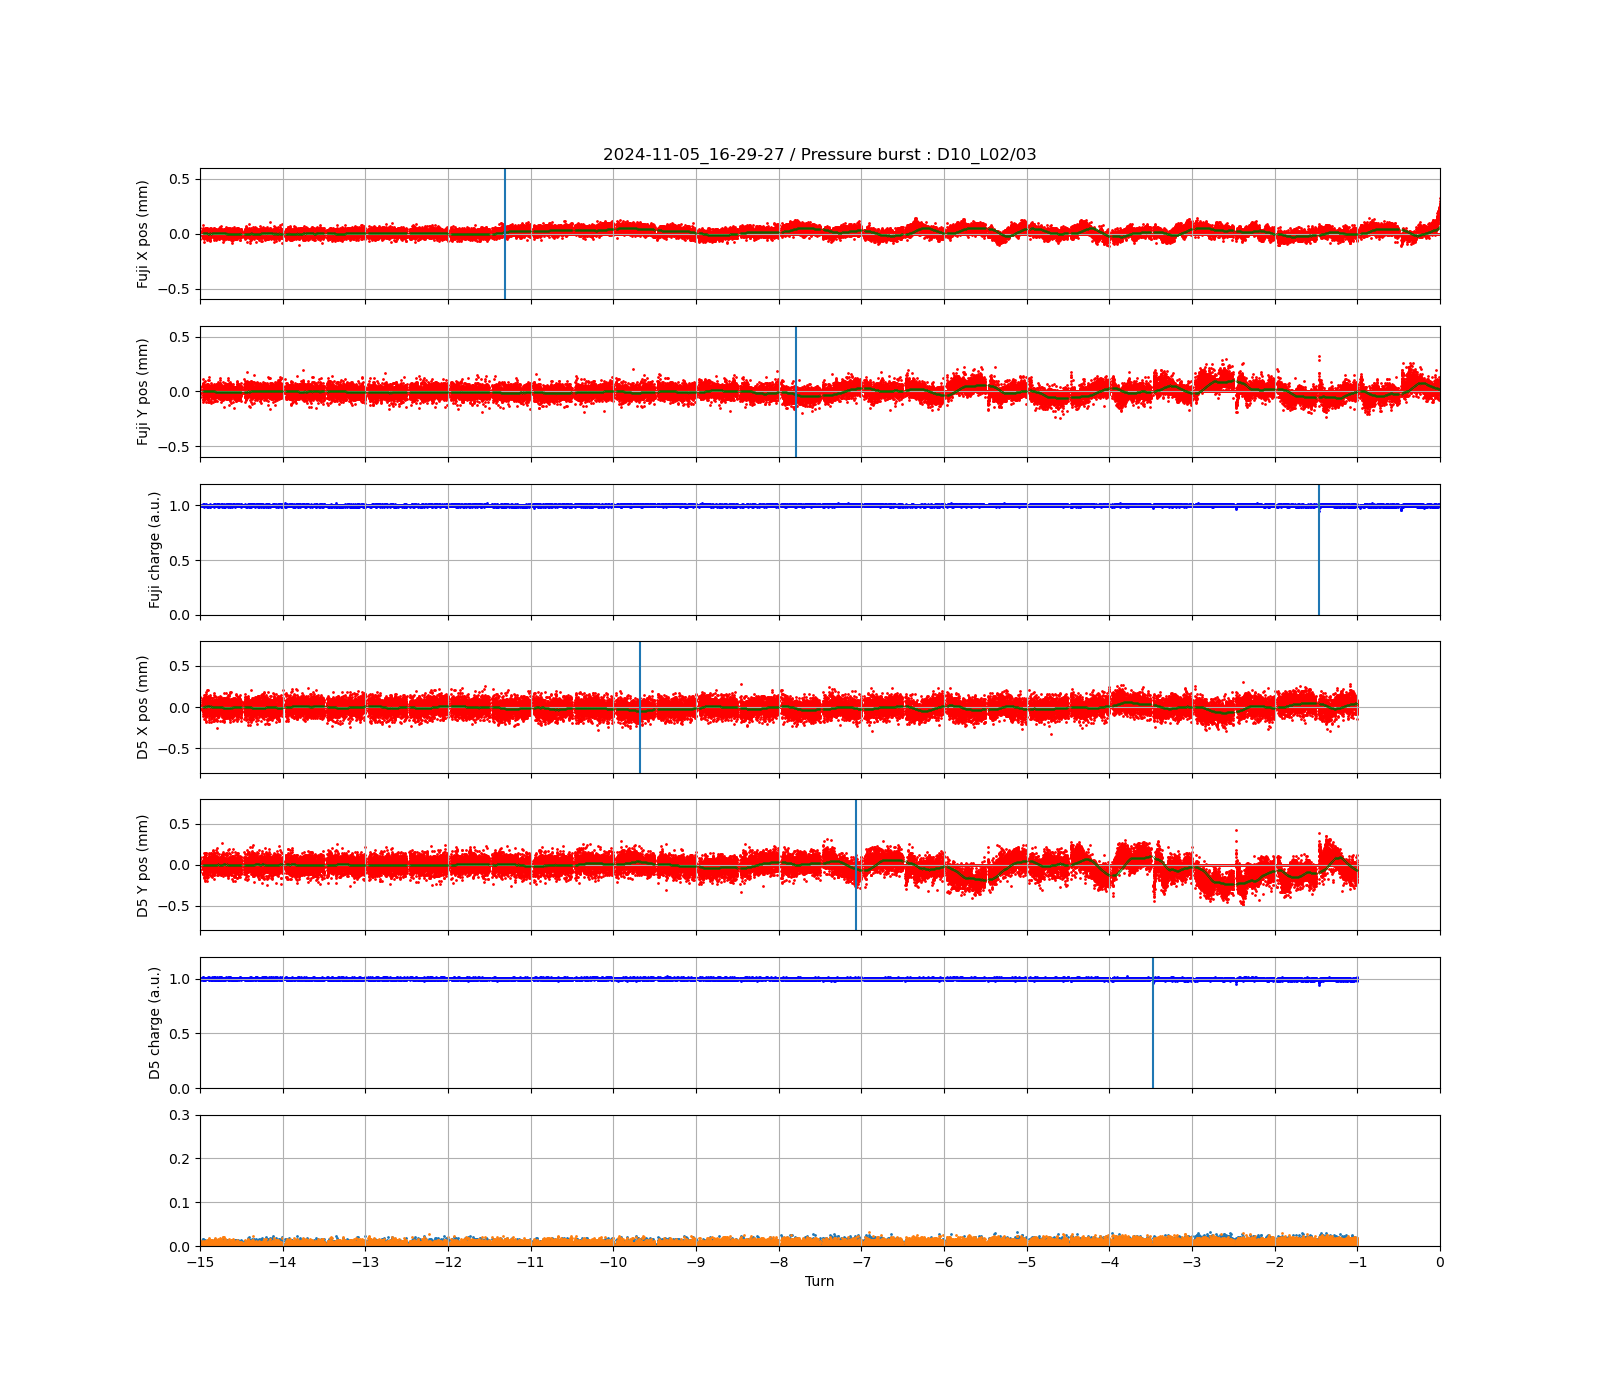 2024-11-05_16-29-27 / Pressure burst : D10_L02/03
Fuji X pos (mm)
0.5
0.0
−0.5
Fuji Y pos (mm)
0.5
0.0
−0.5
Fuji charge (a.u.)
1.0
0.5
0.0
D5 X pos (mm)
0.5
0.0
−0.5
D5 Y pos (mm)
0.5
0.0
−0.5
D5 charge (a.u.)
1.0
0.5
0.0
0.3
0.2
0.1
0.0
−15 −14 −13 −12 −11 −10 −9 −8 −7 −6 −5 −4 −3 −2 −1 0
Turn